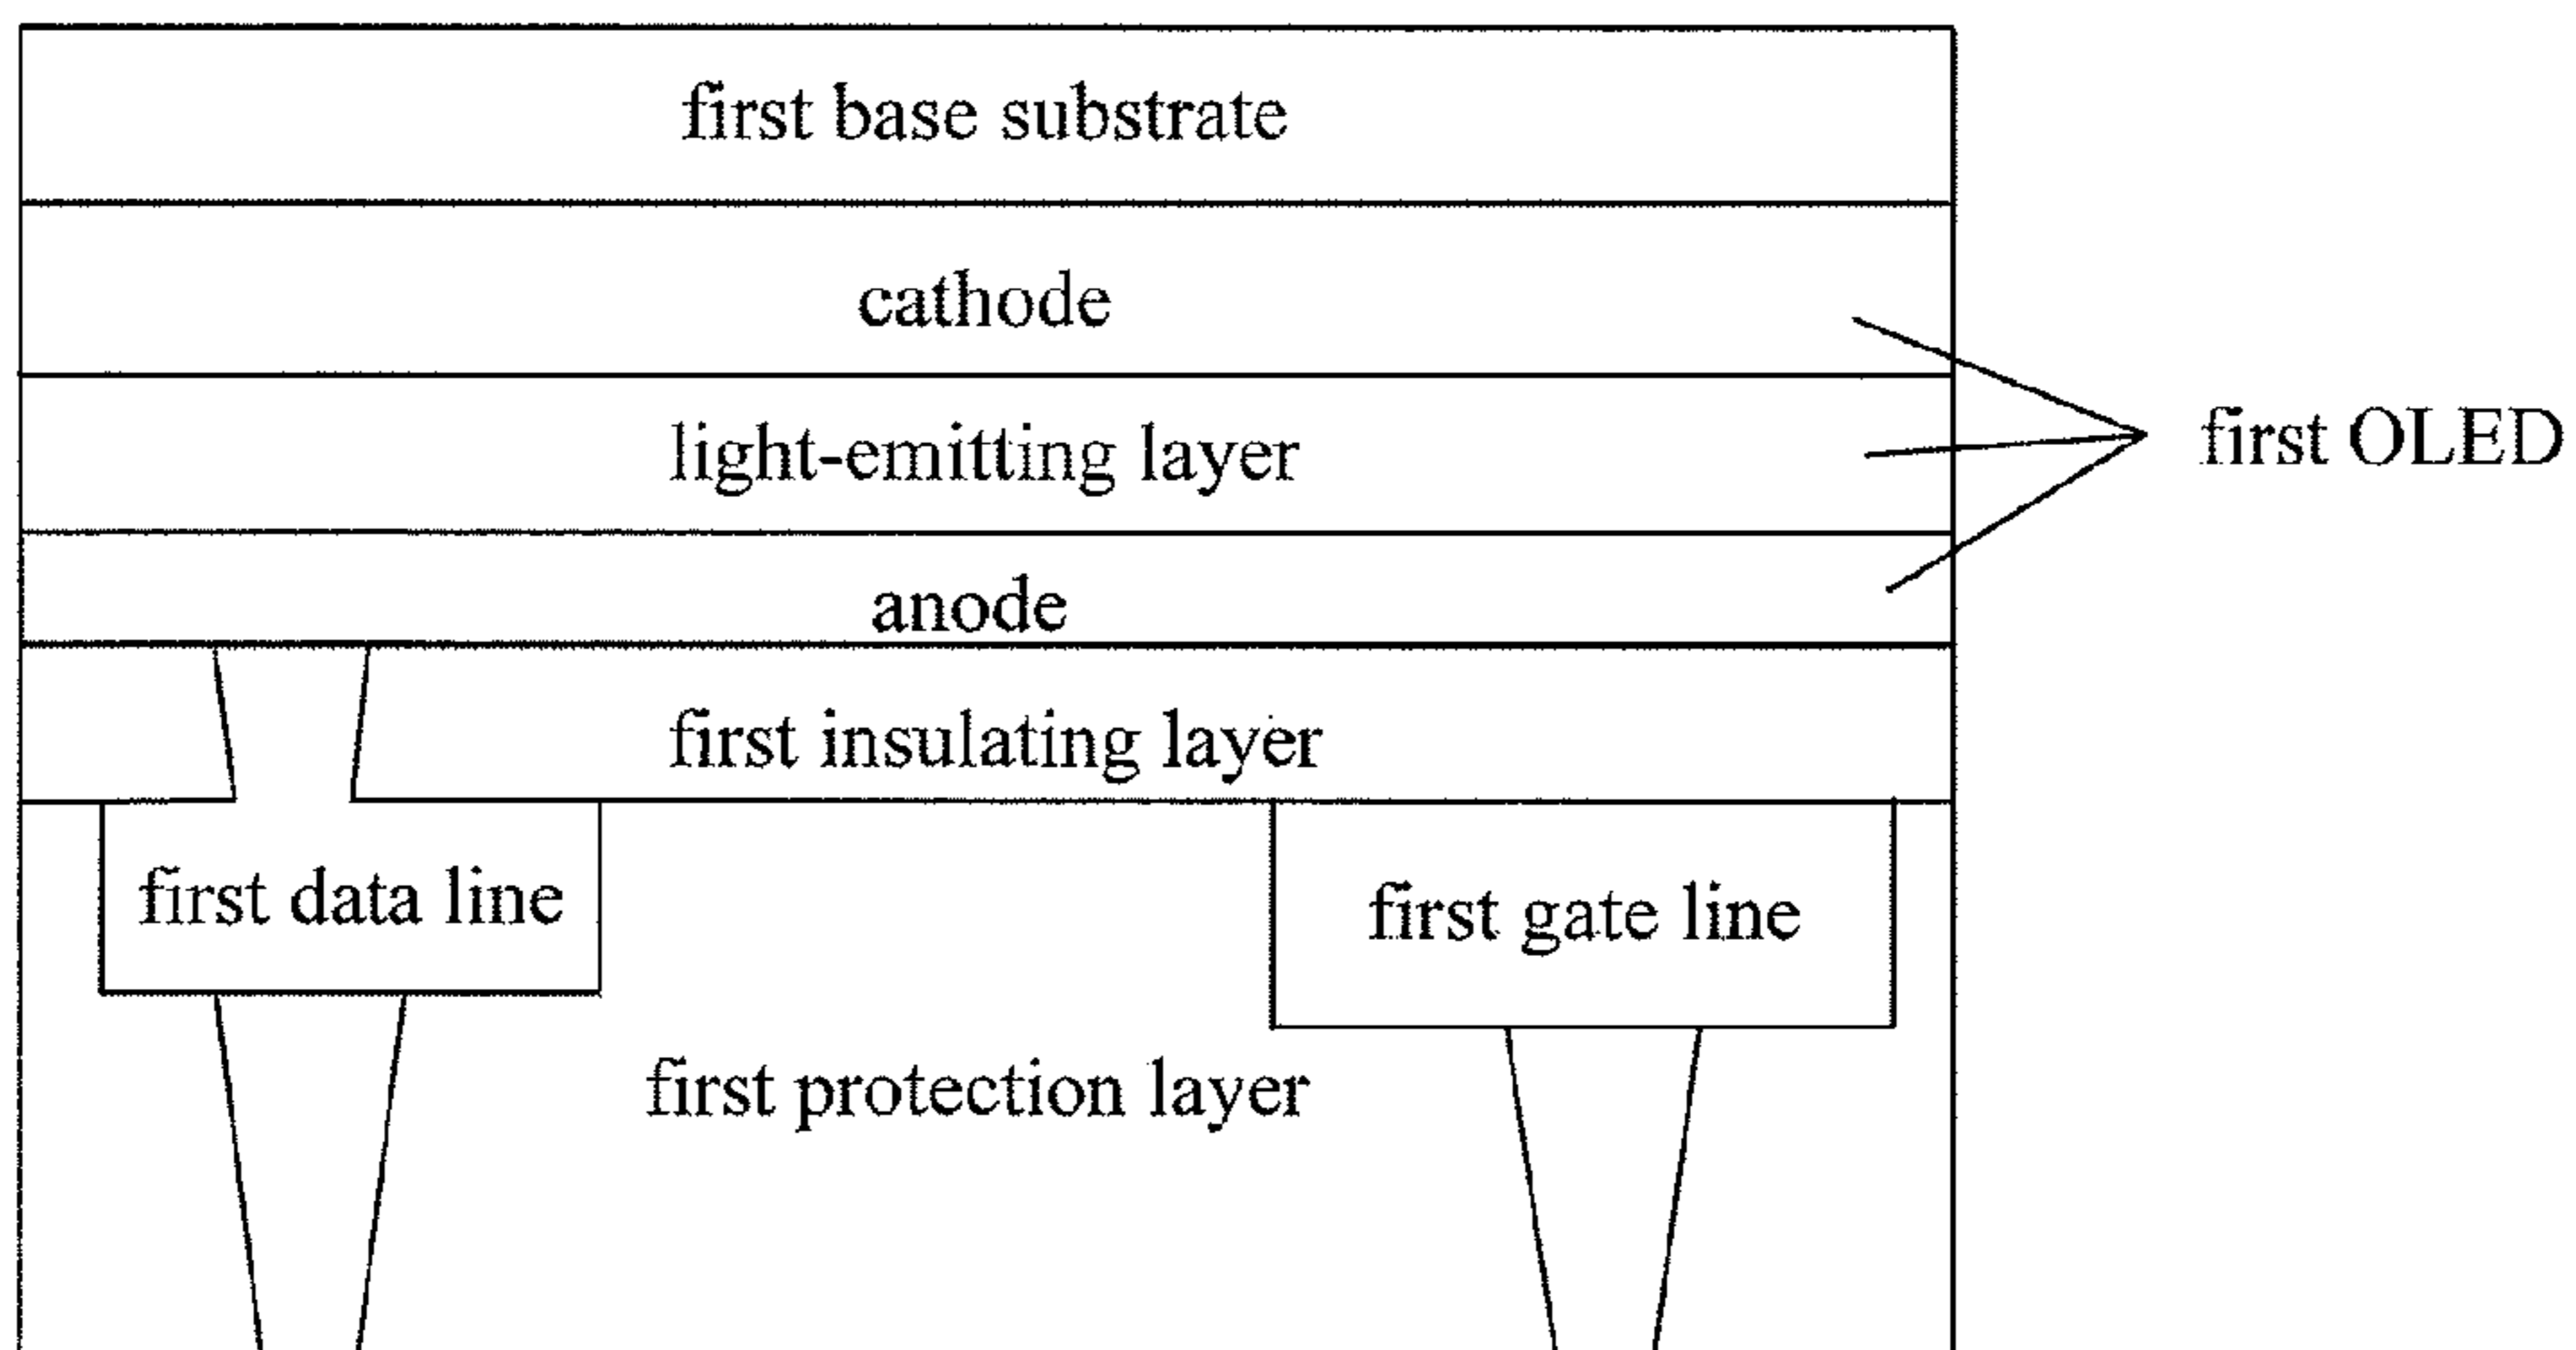 first base substrate
cathode
light-emitting layer
first OLED
anode
first insulating layer
first data line
first gate line
first protection layer